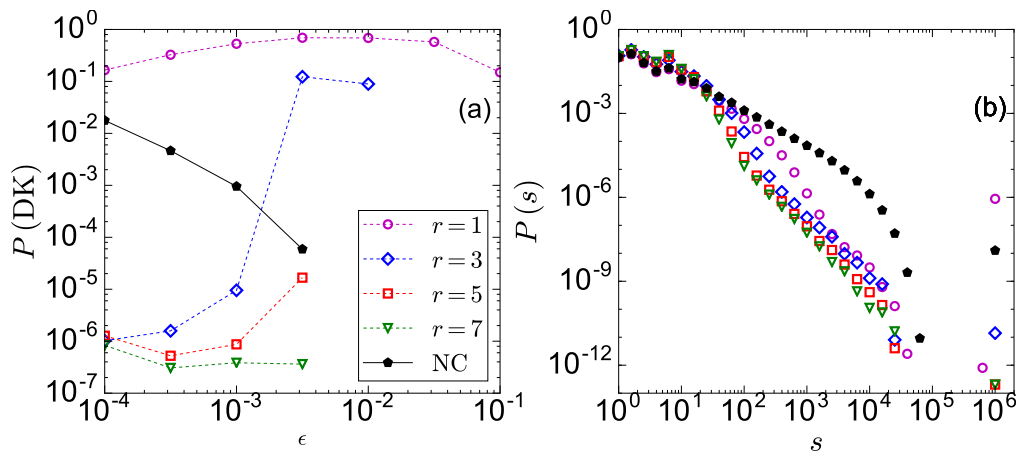 10^0
10^-1
10^-2
10^-3
10^-4
10^-5
10^-6
10^-7
P(DK)
(a)
r = 1
r = 3
r = 5
r = 7
NC
10^-4
10^-3
10^-2
10^-1
ϵ
10^0
10^-3
10^-6
10^-9
10^-12
P(s)
(b)
10^0
10^1
10^2
10^3
10^4
10^5
10^6
s